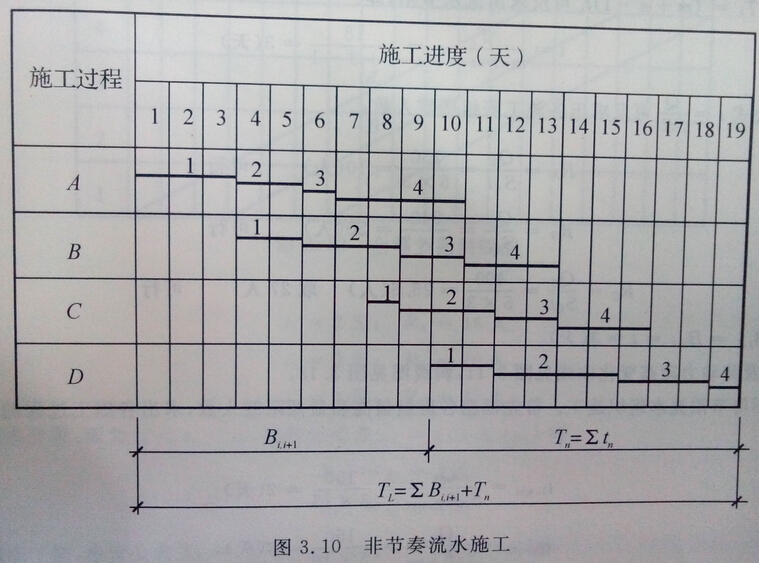 施工过程
施工进度（天）
1 2 3 4 5 6 7 8 9 10 11 12 13 14 15 16 17 18 19
A 1 2 3 4
B 1 2 3 4
C 1 2 3 4
D 1 2 3 4
B_{i,i+1} T_n=Σt_n
T_L=ΣB_{i,i+1}+T_n
图 3.10 非节奏流水施工